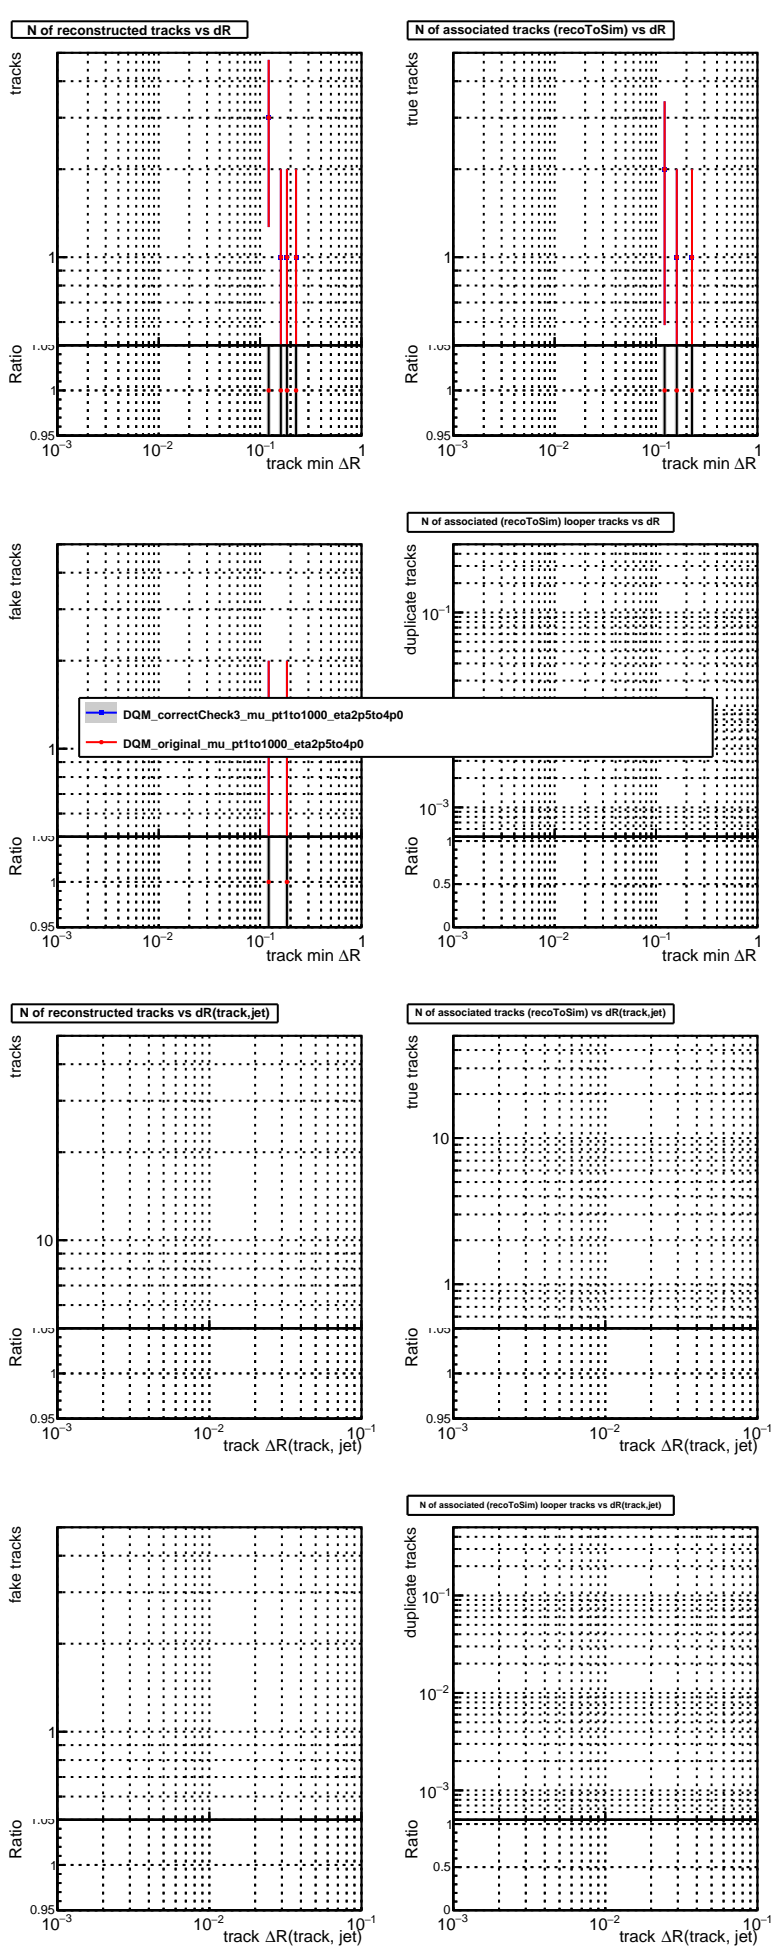 N of reconstructed tracks vs dR
tracks
1
1.05
Ratio
1
0.95
10⁻³ 10⁻² 10⁻¹ 1
track min ΔR
N of associated tracks (recoToSim) vs dR
true tracks
1
1.05
Ratio
1
0.95
10⁻³ 10⁻² 10⁻¹ 1
track min ΔR
fake tracks
1
1.05
Ratio
1
0.95
10⁻³ 10⁻² 10⁻¹ 1
track min ΔR
N of associated (recoToSim) looper tracks vs dR
duplicate tracks
10⁻¹
10⁻³
1
Ratio
0.5
0
10⁻³ 10⁻² 10⁻¹ 1
track min ΔR
DQM_correctCheck3_mu_pt1to1000_eta2p5to4p0
DQM_original_mu_pt1to1000_eta2p5to4p0
N of reconstructed tracks vs dR(track,jet)
tracks
10
1.05
Ratio
1
0.95
10⁻³ 10⁻² 10⁻¹
track ΔR(track, jet)
N of associated tracks (recoToSim) vs dR(track,jet)
true tracks
10
1
1.05
Ratio
1
0.95
10⁻³ 10⁻² 10⁻¹
track ΔR(track, jet)
fake tracks
1
1.05
Ratio
1
0.95
10⁻³ 10⁻² 10⁻¹
track ΔR(track, jet)
N of associated (recoToSim) looper tracks vs dR(track,jet)
duplicate tracks
10⁻¹
10⁻²
10⁻³
1
Ratio
0.5
0
10⁻³ 10⁻² 10⁻¹
track ΔR(track, jet)